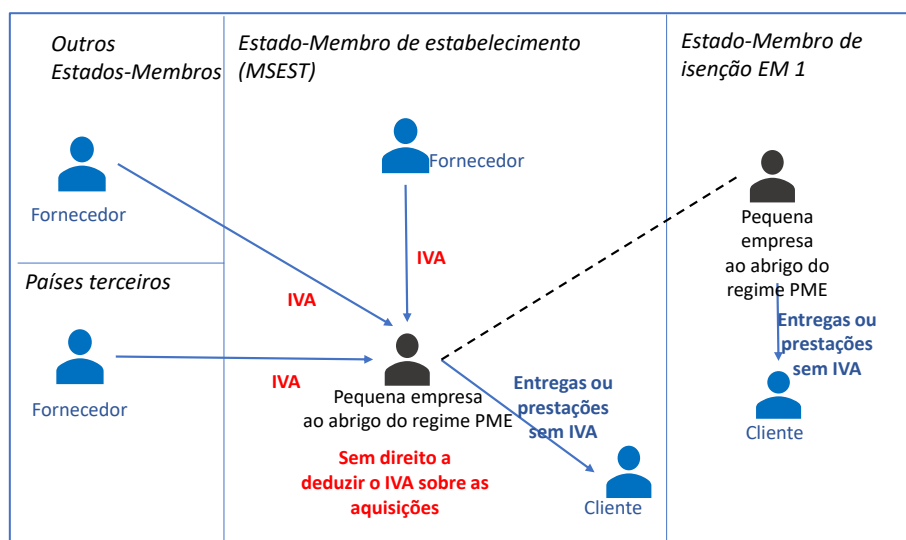 Outros
Estados-Membros
Fornecedor
Países terceiros
Fornecedor
Estado-Membro de estabelecimento
(MSEST)
Fornecedor
IVA
IVA
IVA
Pequena empresa
ao abrigo do regime PME
Sem direito a
deduzir o IVA sobre as
aquisições
Entregas ou
prestações
sem IVA
Cliente
Estado-Membro de
isenção EM 1
Pequena
empresa
ao abrigo do
regime PME
Entregas ou
prestações
sem IVA
Cliente